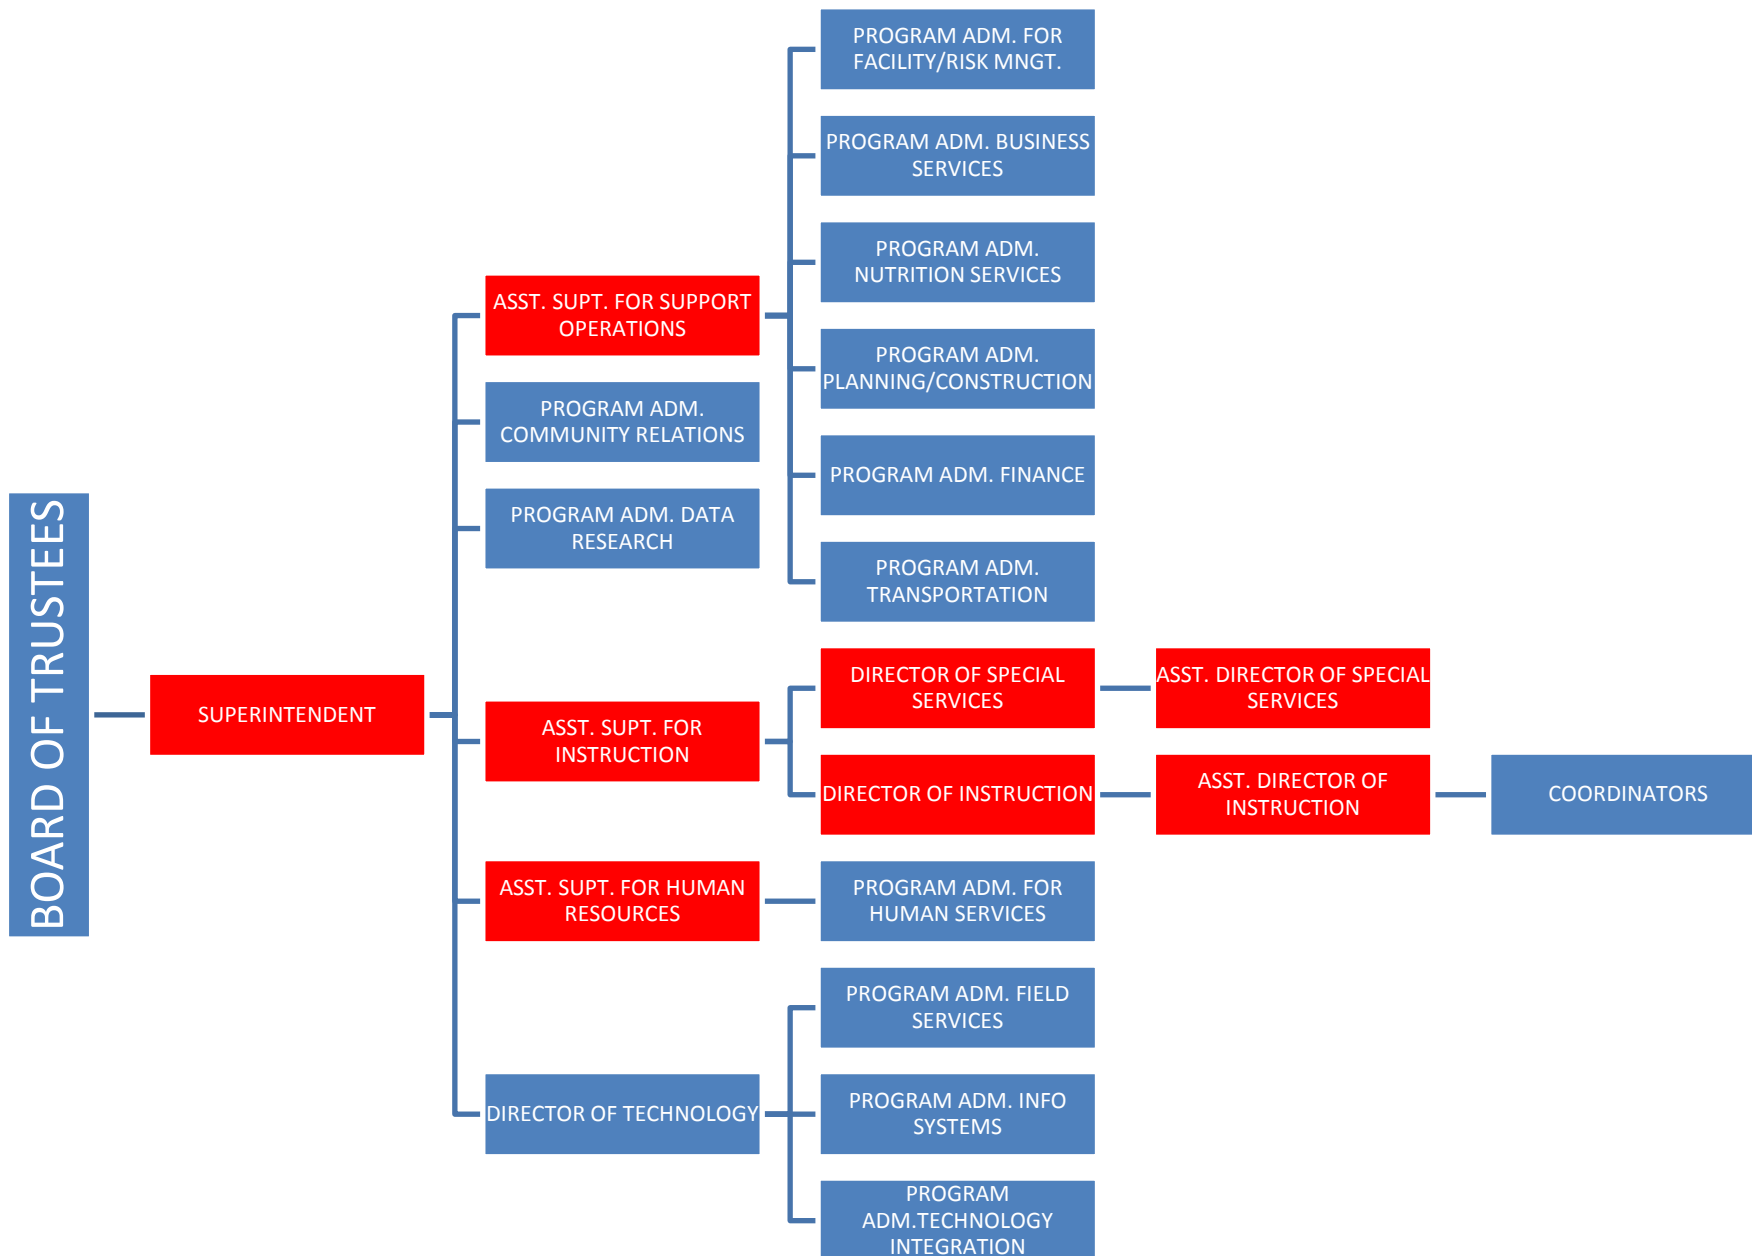 BOARD OF TRUSTEES
SUPERINTENDENT
ASST. SUPT. FOR SUPPORT
OPERATIONS
PROGRAM ADM. FOR
FACILITY/RISK MNGT.
PROGRAM ADM. BUSINESS
SERVICES
PROGRAM ADM.
NUTRITION SERVICES
PROGRAM ADM.
PLANNING/CONSTRUCTION
PROGRAM ADM. FINANCE
PROGRAM ADM.
TRANSPORTATION
PROGRAM ADM.
COMMUNITY RELATIONS
PROGRAM ADM. DATA
RESEARCH
ASST. SUPT. FOR
INSTRUCTION
DIRECTOR OF SPECIAL
SERVICES
ASST. DIRECTOR OF SPECIAL
SERVICES
DIRECTOR OF INSTRUCTION
ASST. DIRECTOR OF
INSTRUCTION
COORDINATORS
ASST. SUPT. FOR HUMAN
RESOURCES
PROGRAM ADM. FOR
HUMAN SERVICES
DIRECTOR OF TECHNOLOGY
PROGRAM ADM. FIELD
SERVICES
PROGRAM ADM. INFO
SYSTEMS
PROGRAM
ADM.TECHNOLOGY
INTEGRATION